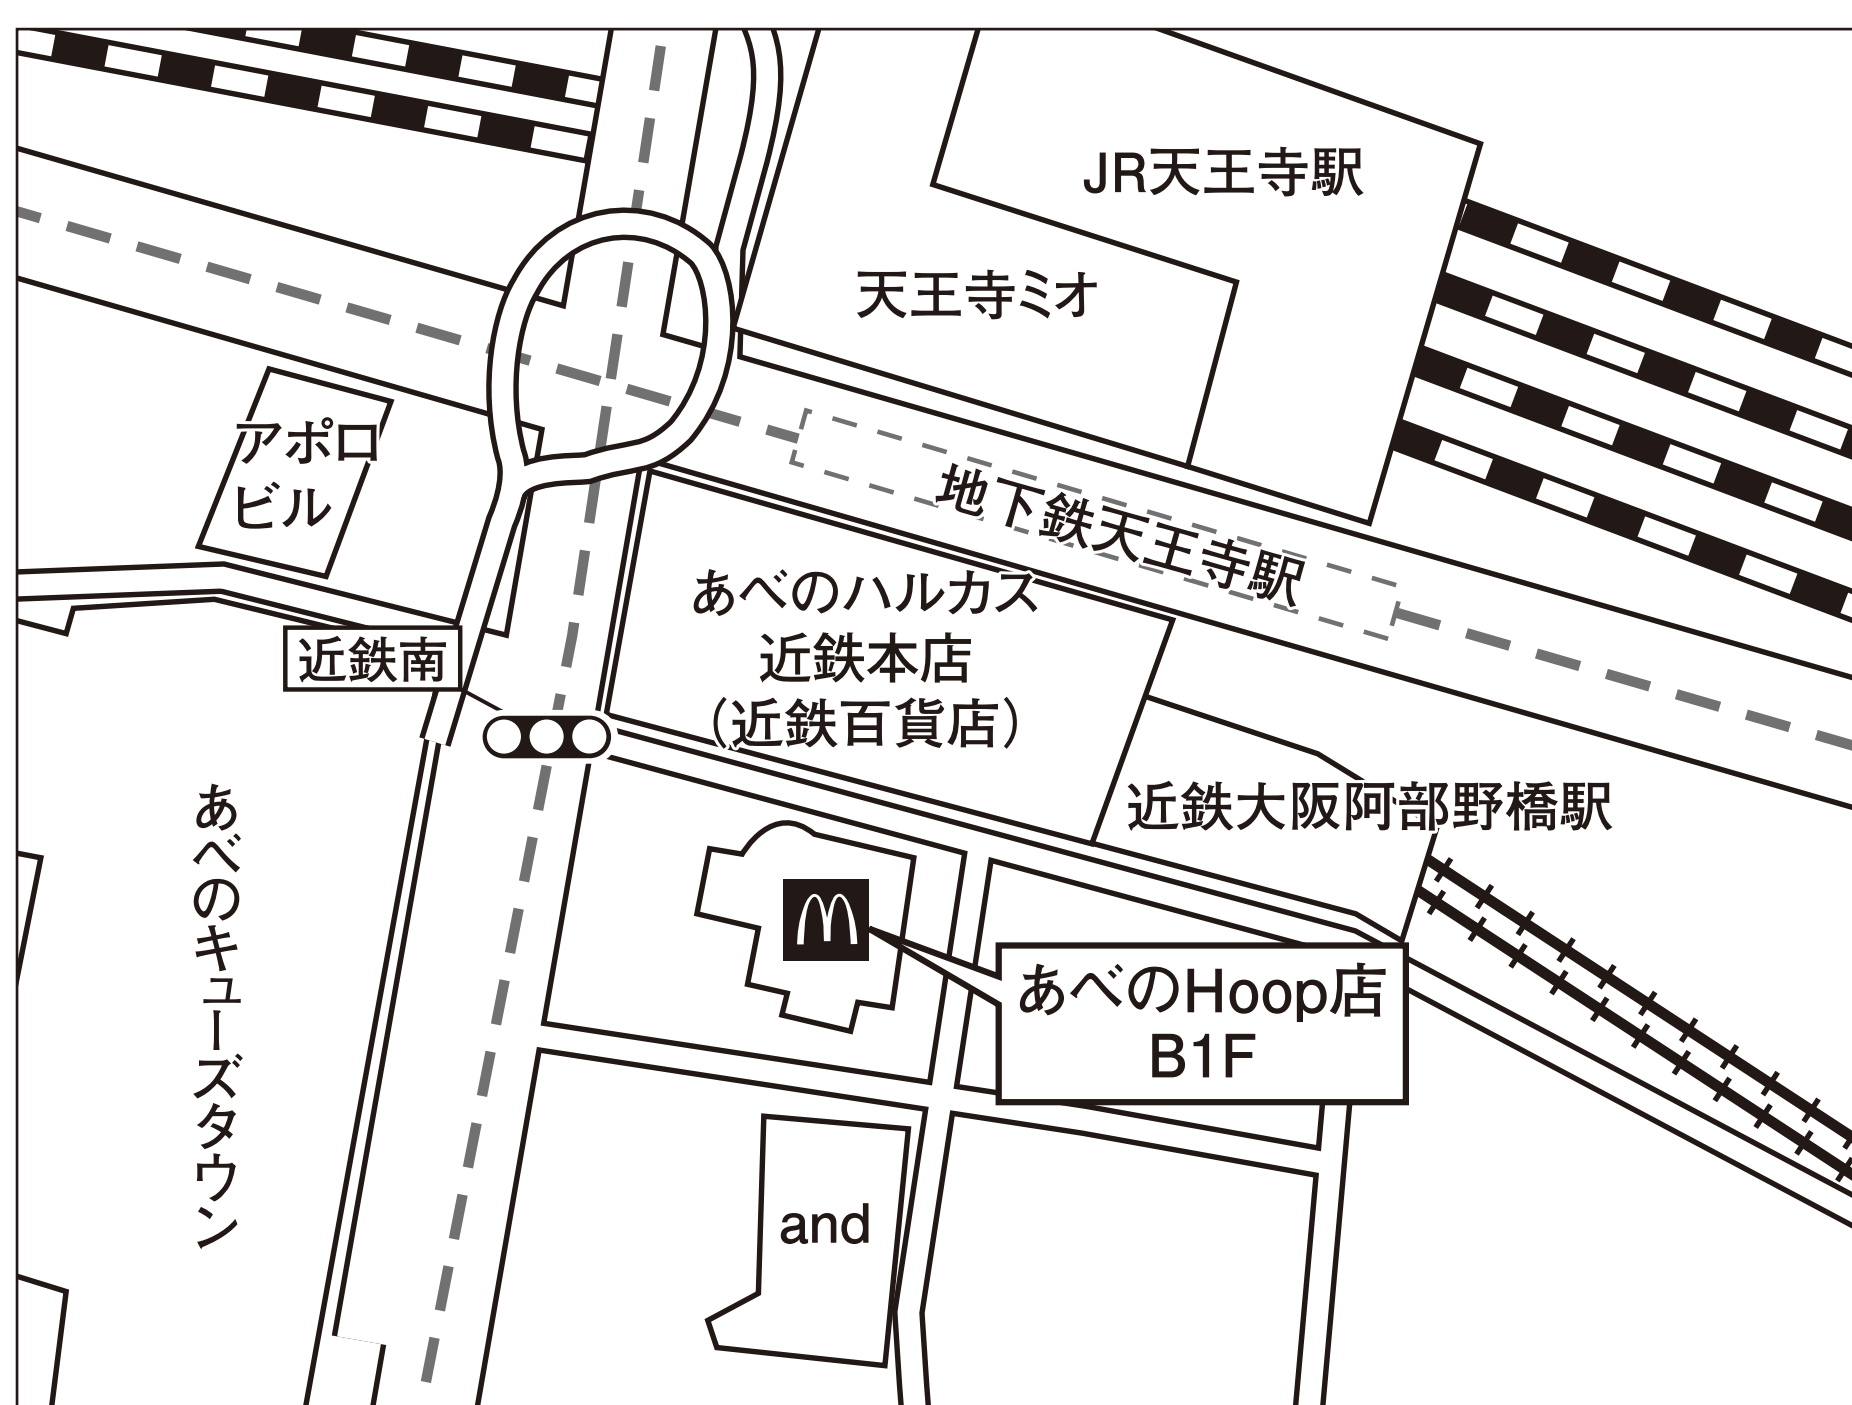 JR天王寺駅
天王寺ミオ
アポロ
ビル
地下鉄天王寺駅
あべのハルカス
近鉄本店
（近鉄百貨店）
近鉄南
近鉄大阪阿部野橋駅
あべのキューズタウン
あべのHoop店
B1F
and